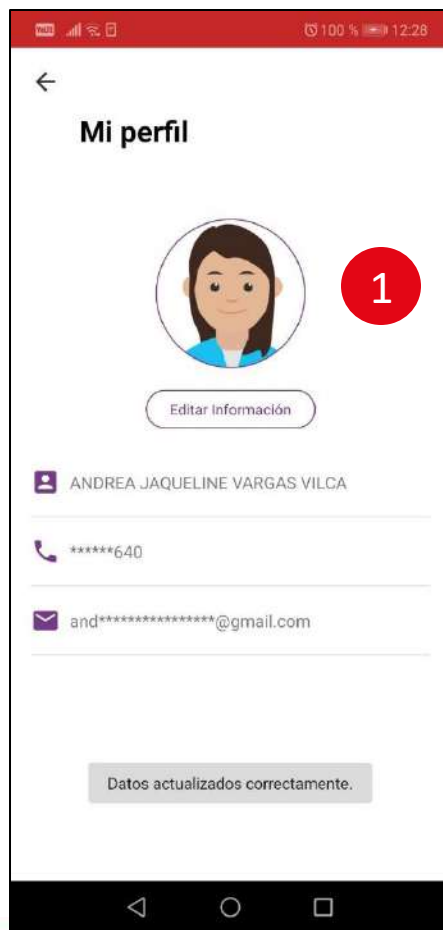 100 % 12:28
Mi perfil
1
Editar Información
ANDREA JAQUELINE VARGAS VILCA
******640
and****************@gmail.com
Datos actualizados correctamente.